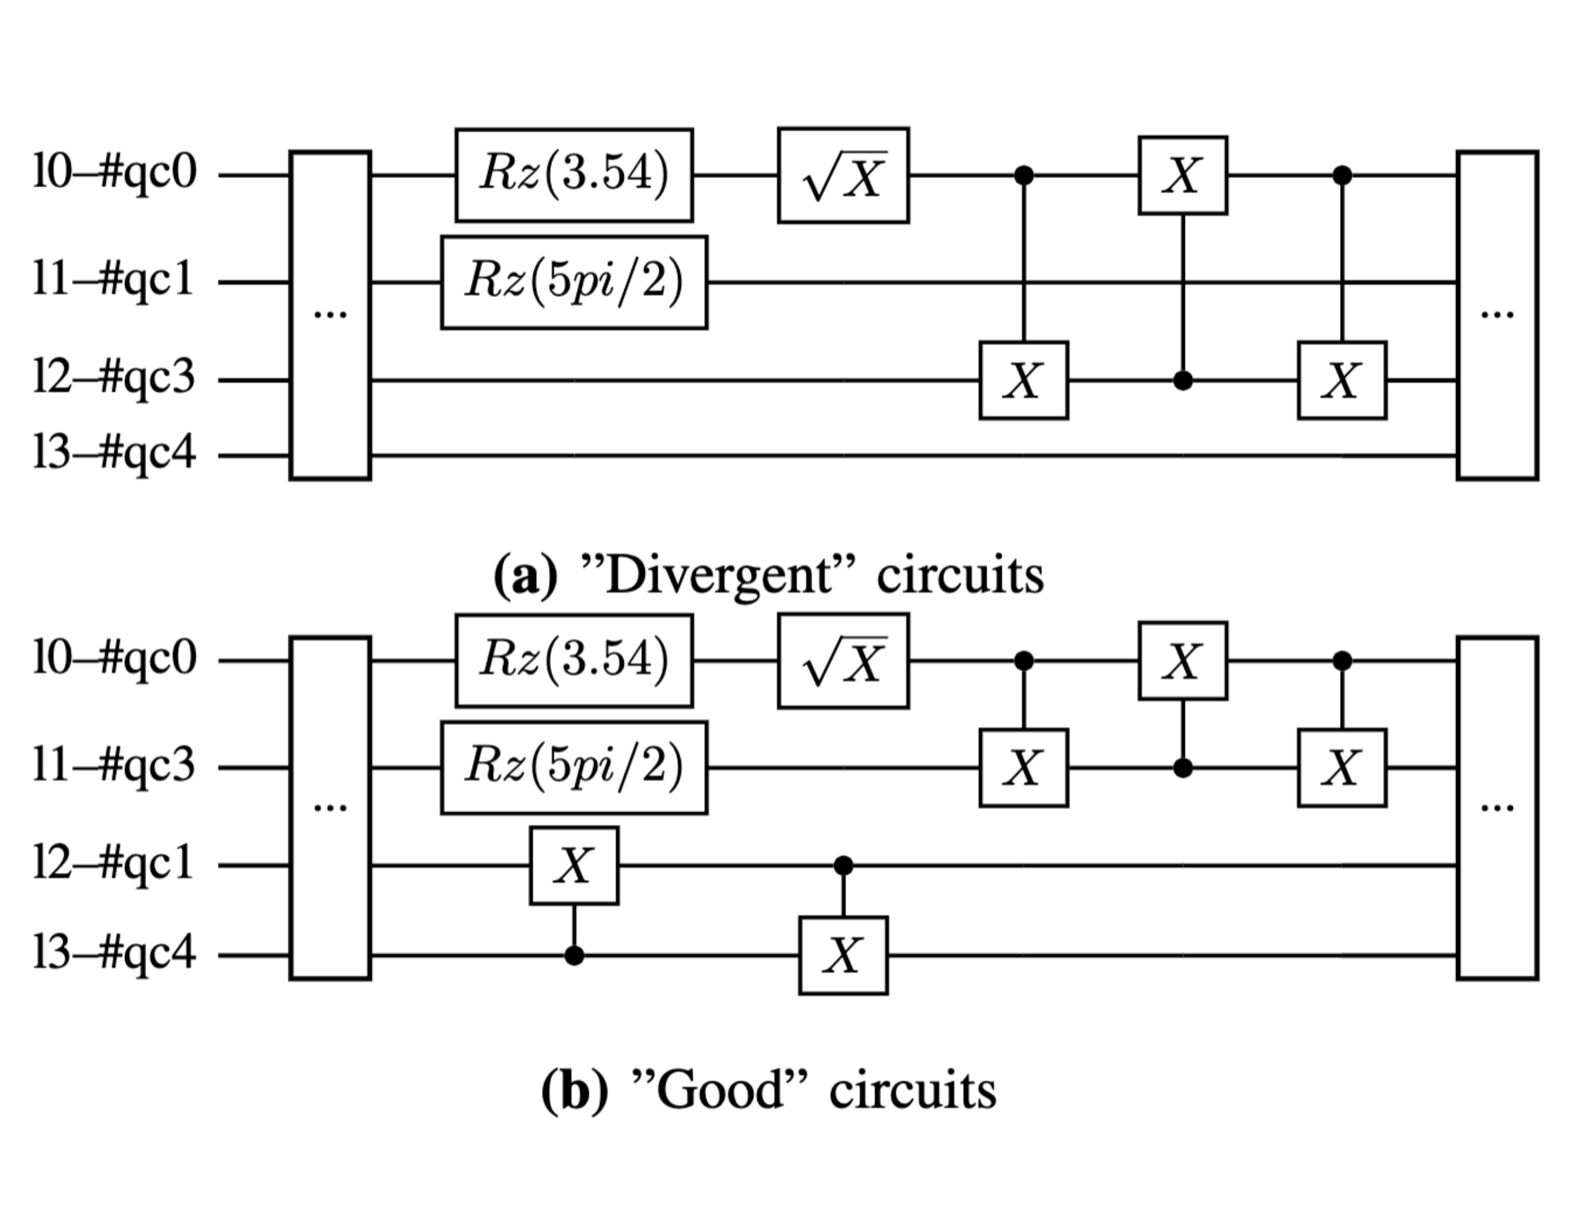 l0–#qc0 Rz(3.54) √X X
l1–#qc1 Rz(5pi/2)
... ...
l2–#qc3 X X
l3–#qc4
(a) ”Divergent” circuits
l0–#qc0 Rz(3.54) √X X
l1–#qc3 Rz(5pi/2) X X
... ...
l2–#qc1 X
l3–#qc4 X
(b) ”Good” circuits